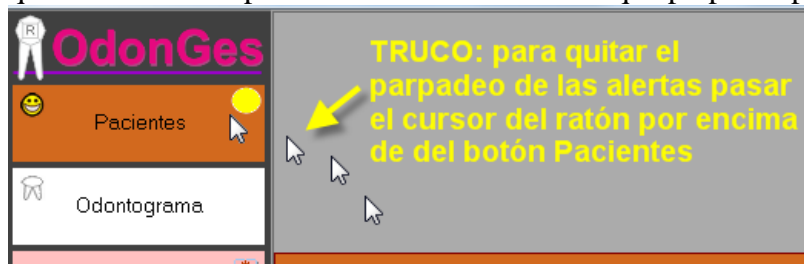 R
OdonGes
TRUCO: para quitar el
parpadeo de las alertas pasar
el cursor del ratón por encima
de del botón Pacientes
Pacientes
Odontograma